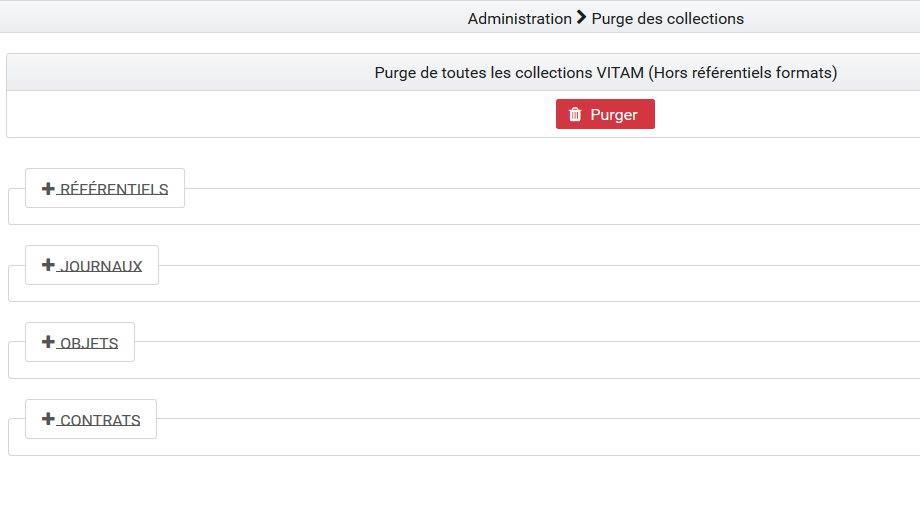 Administration Purge des collections
Purge de toutes les collections VITAM (Hors référentiels formats)
Purger
RÉFÉRENTIELS
JOURNAUX
OBJETS
CONTRATS